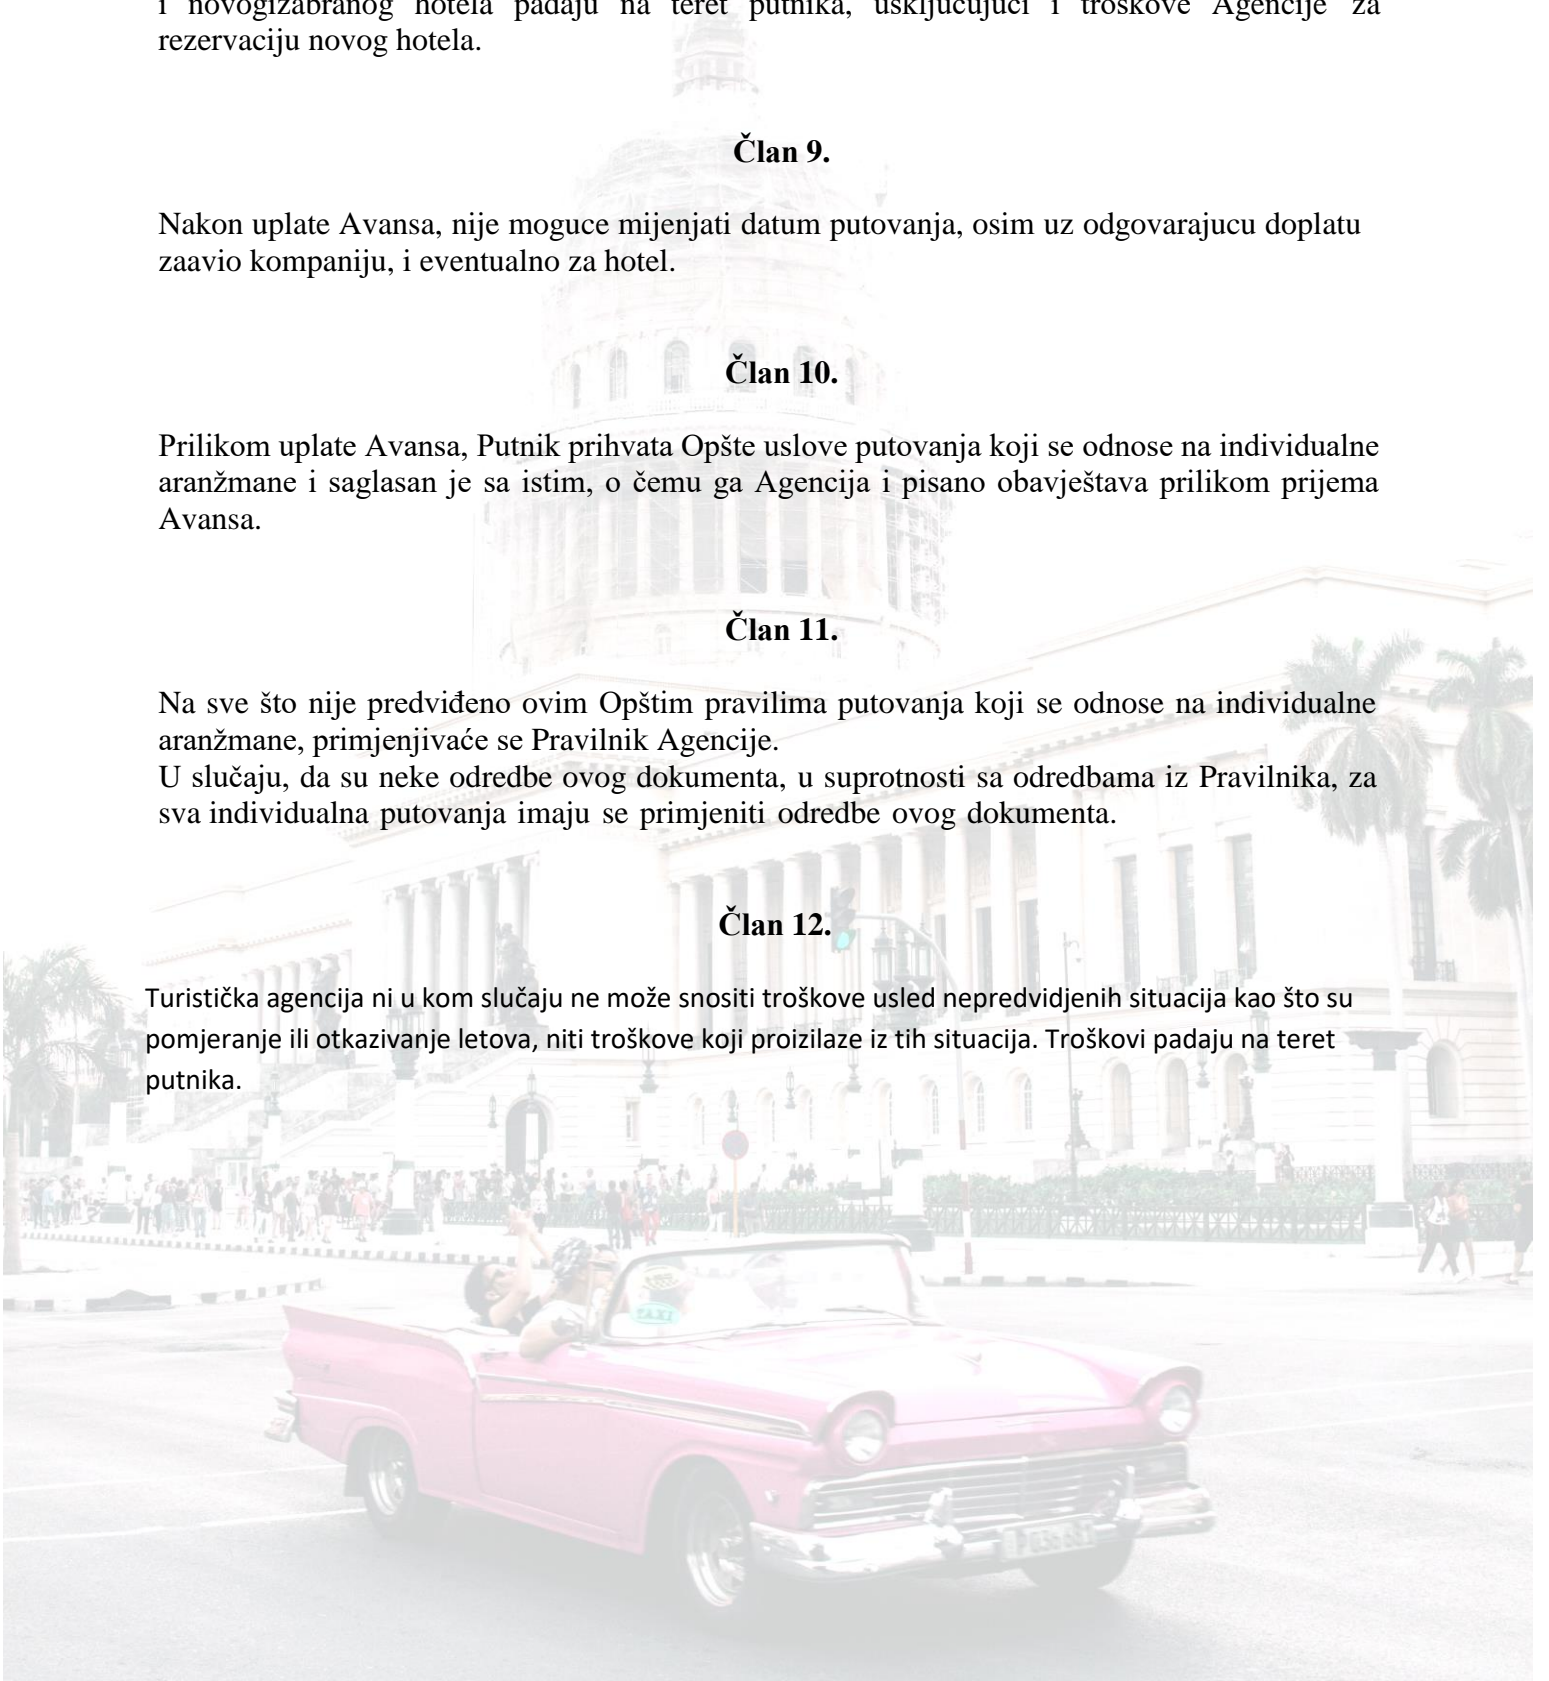 i novogizabranog hotela padaju na teret putnika, uskljucujuci i troskove Agencije za
rezervaciju novog hotela.
Član 9.
Nakon uplate Avansa, nije moguce mijenjati datum putovanja, osim uz odgovarajucu doplatu
zaavio kompaniju, i eventualno za hotel.
Član 10.
Prilikom uplate Avansa, Putnik prihvata Opšte uslove putovanja koji se odnose na individualne
aranžmane i saglasan je sa istim, o čemu ga Agencija i pisano obavještava prilikom prijema
Avansa.
Član 11.
Na sve što nije predviđeno ovim Opštim pravilima putovanja koji se odnose na individualne
aranžmane, primjenjivaće se Pravilnik Agencije.
U slučaju, da su neke odredbe ovog dokumenta, u suprotnosti sa odredbama iz Pravilnika, za
sva individualna putovanja imaju se primjeniti odredbe ovog dokumenta.
Član 12.
Turistička agencija ni u kom slučaju ne može snositi troškove usled nepredvidjenih situacija kao što su
pomjeranje ili otkazivanje letova, niti troškove koji proizilaze iz tih situacija. Troškovi padaju na teret
putnika.
TAXI